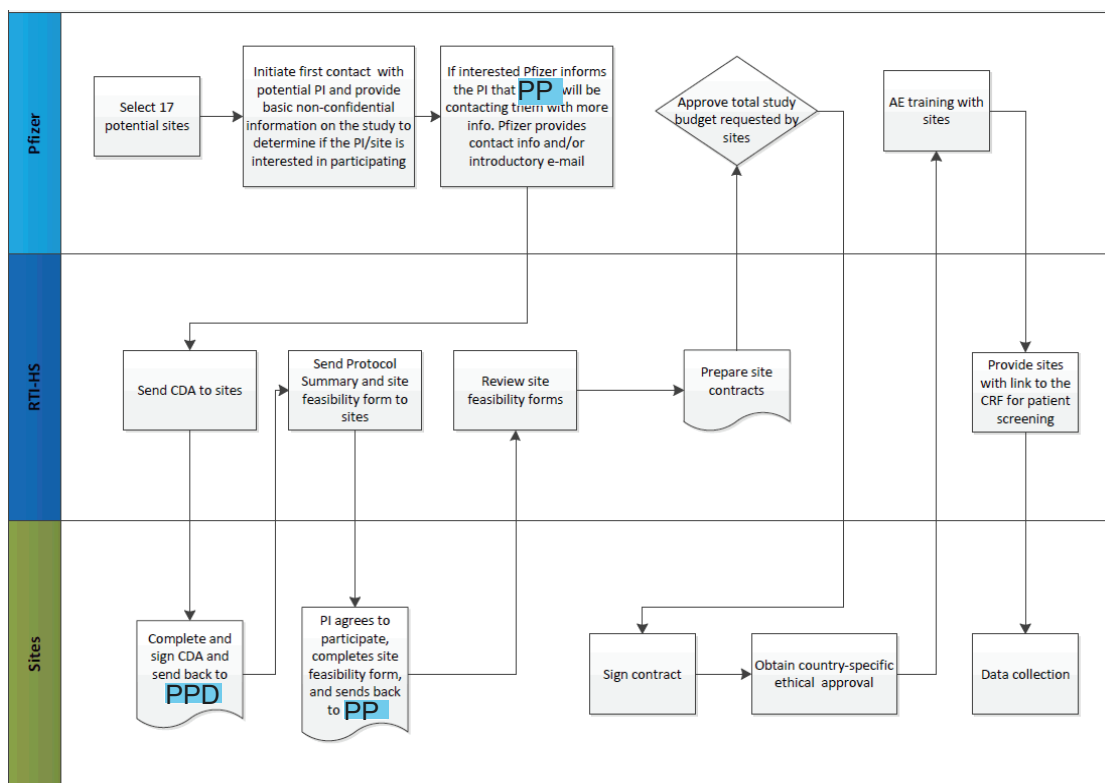 Pfizer
Select 17
potential sites
Initiate first contact with
potential PI and provide
basic non-confidential
information on the study to
determine if the PI/site is
interested in participating
If interested Pfizer informs
the PI that PP will be
contacting them with more
info. Pfizer provides
contact info and/or
introductory e-mail
Approve total study
budget requested by
sites
AE training with
sites
RTI-HS
Send CDA to sites
Send Protocol
Summary and site
feasibility form to
sites
Review site
feasibility forms
Prepare site
contracts
Provide sites
with link to the
CRF for patient
screening
Sites
Complete and
sign CDA and
send back to
PPD
PI agrees to
participate,
completes site
feasibility form,
and sends back
to PP
Sign contract
Obtain country-specific
ethical approval
Data collection